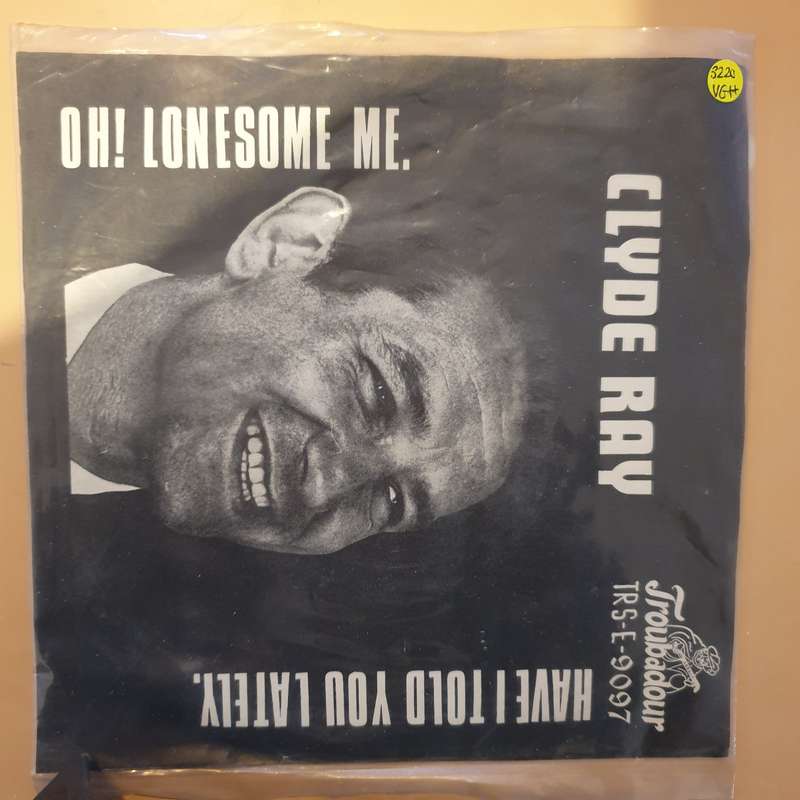 OH! LONESOME ME.
CLYDE RAY
HAVE I TOLD YOU LATELY.
Troubadour
TRS-E-9097
3220
VG+